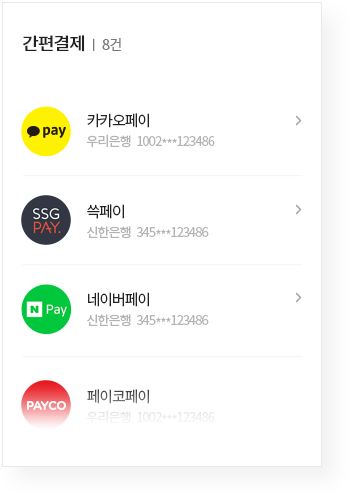 간편결제 | 8건
pay
카카오페이
우리은행 1002***123486
SSG
PAY.
쓱페이
신한은행 345***123486
N Pay
네이버페이
신한은행 345***123486
PAYCO
페이코페이
우리은행 1002***123486